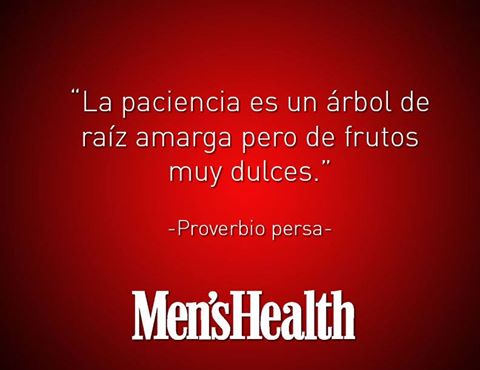 “La paciencia es un árbol de
raíz amarga pero de frutos
muy dulces.”
-Proverbio persa-
Men'sHealth